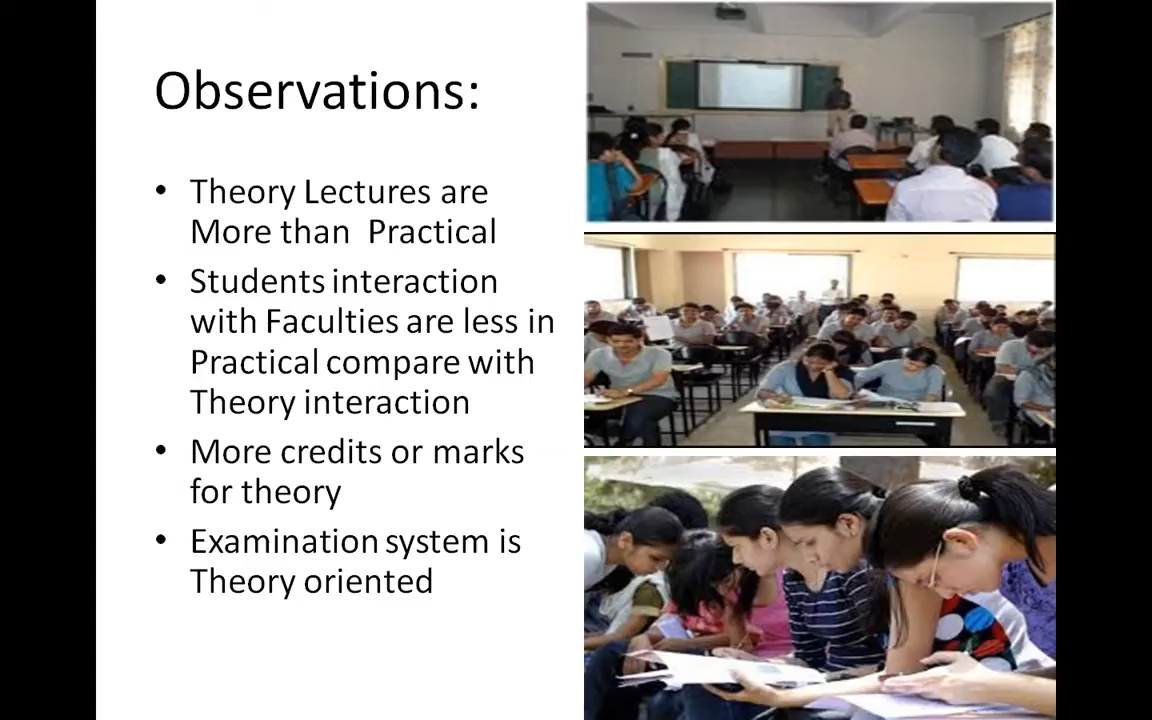 Observations:
• Theory Lectures are
More than Practical
• Students interaction
with Faculties are less in
Practical compare with
Theory interaction
• More credits or marks
for theory
• Examination system is
Theory oriented